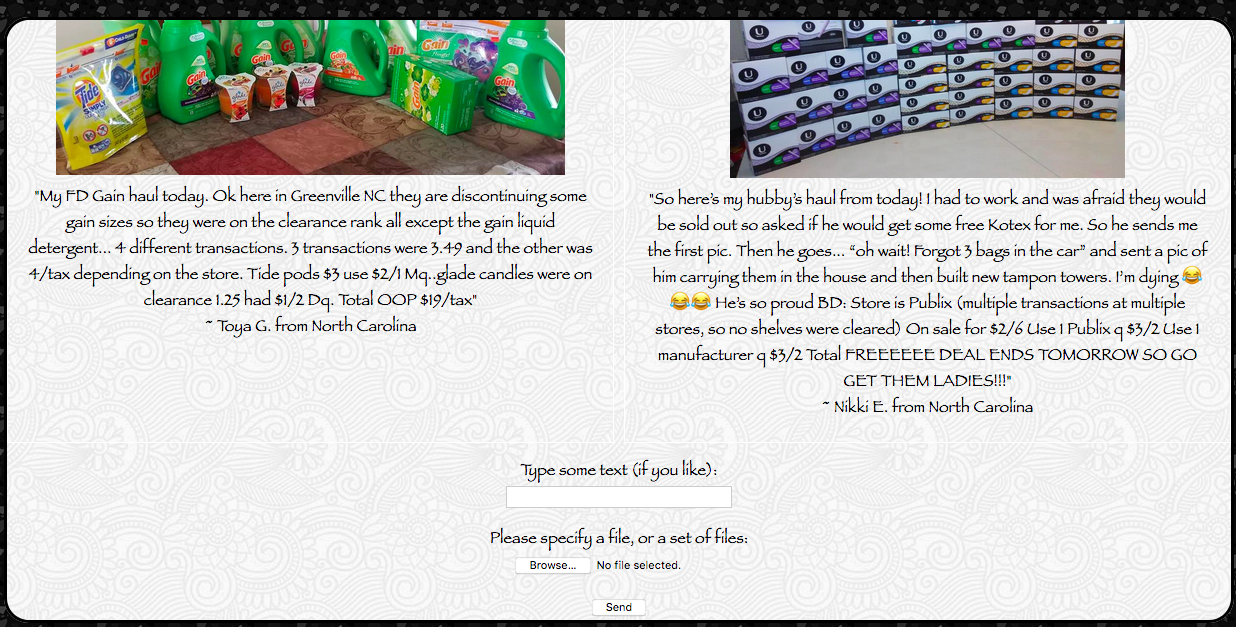 Tide
SIMPLY
Gain
Gain
Gain
Gain
Gain
Gain
glade
U
"My FD Gain haul today. Ok here in Greenville NC they are discontinuing some
gain sizes so they were on the clearance rank all except the gain liquid
detergent... 4 different transactions. 3 transactions were 3.49 and the other was
4/tax depending on the store. Tide pods $3 use $2/1 Mq..glade candles were on
clearance 1.25 had $1/2 Dq. Total OOP $19/tax"
~ Toya G. from North Carolina
"So here’s my hubby’s haul from today! I had to work and was afraid they would
be sold out so asked if he would get some free Kotex for me. So he sends me
the first pic. Then he goes... “oh wait! Forgot 3 bags in the car” and sent a pic of
him carrying them in the house and then built new tampon towers. I’m dying 😂
😂😂 He’s so proud BD: Store is Publix (multiple transactions at multiple
stores, so no shelves were cleared) On sale for $2/6 Use 1 Publix q $3/2 Use 1
manufacturer q $3/2 Total FREEEEEE DEAL ENDS TOMORROW SO GO
GET THEM LADIES!!!"
~ Nikki E. from North Carolina
Type some text (if you like):
Please specify a file, or a set of files:
Browse... No file selected.
Send